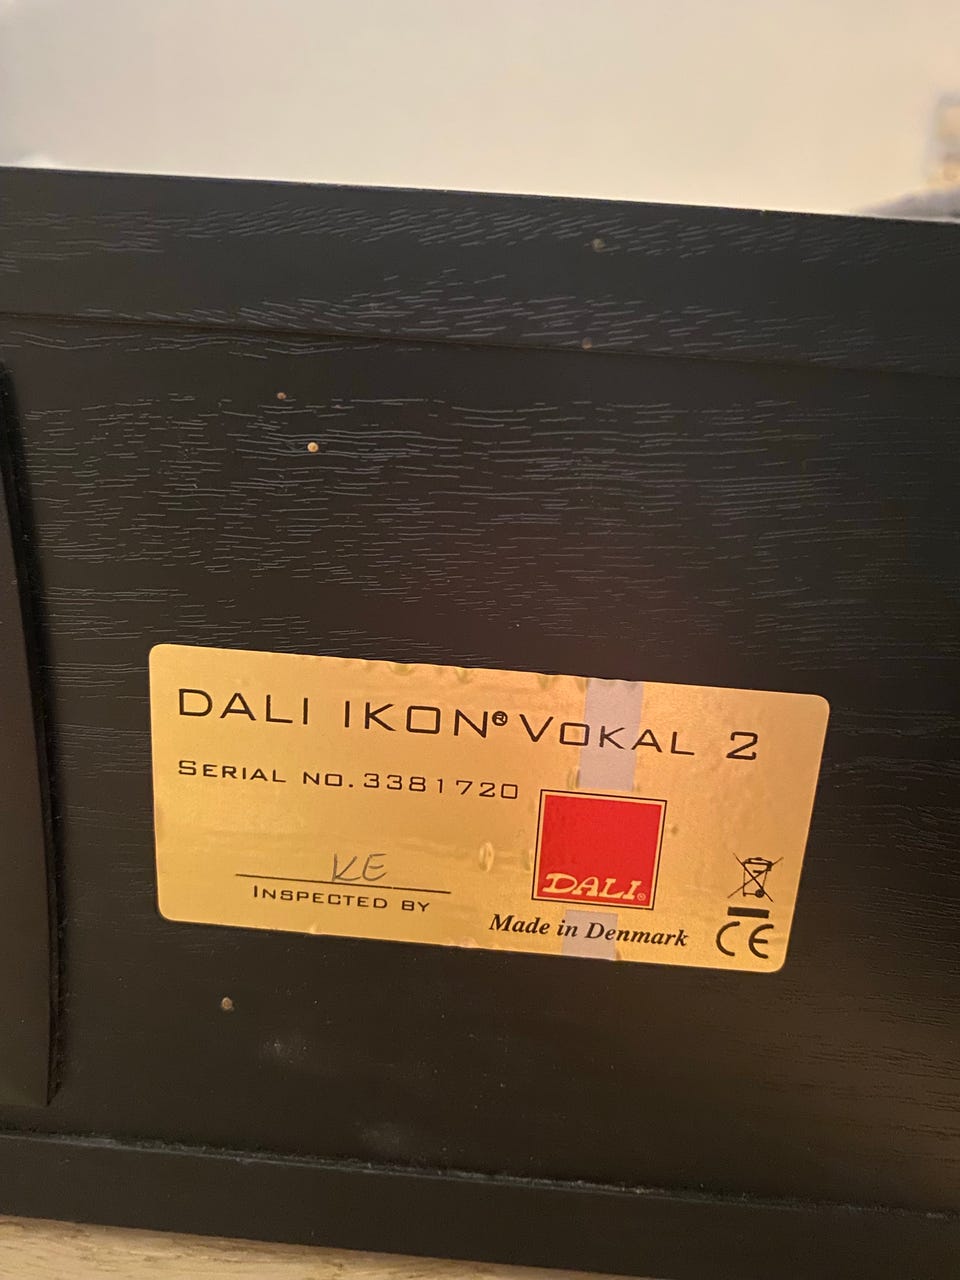 DALI IKON® VOKAL 2
SERIAL NO. 3381720
KE
INSPECTED BY
DALI®
Made in Denmark
CE